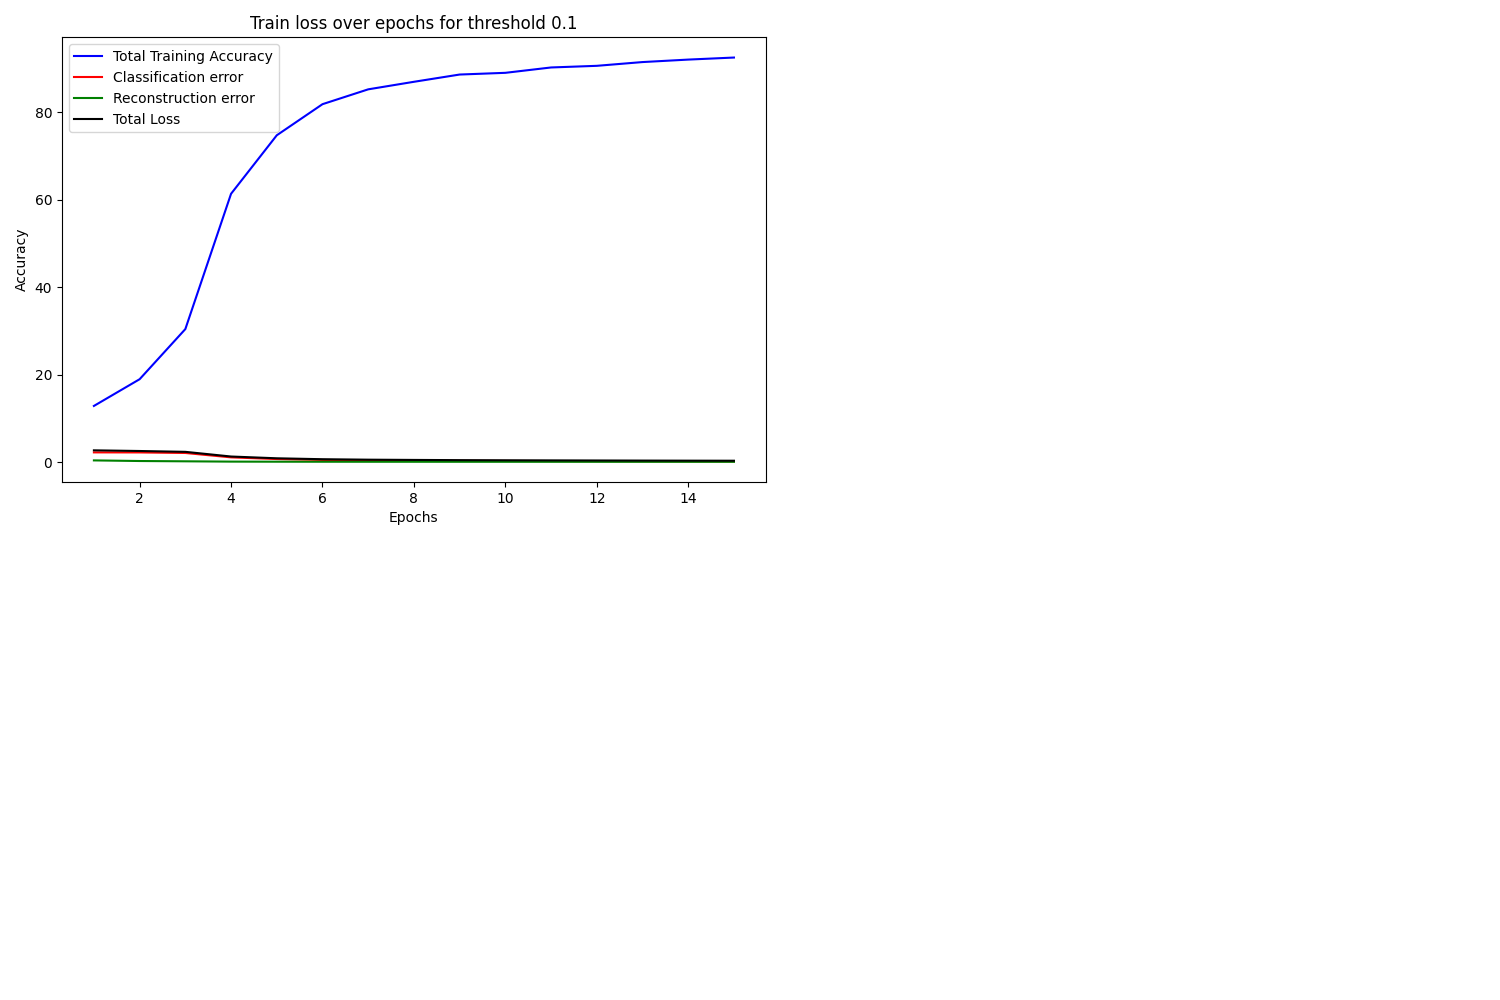 Train loss over epochs for threshold 0.1
Total Training Accuracy
Classification error
Reconstruction error
Total Loss
Accuracy
80
60
40
20
0
2 4 6 8 10 12 14
Epochs